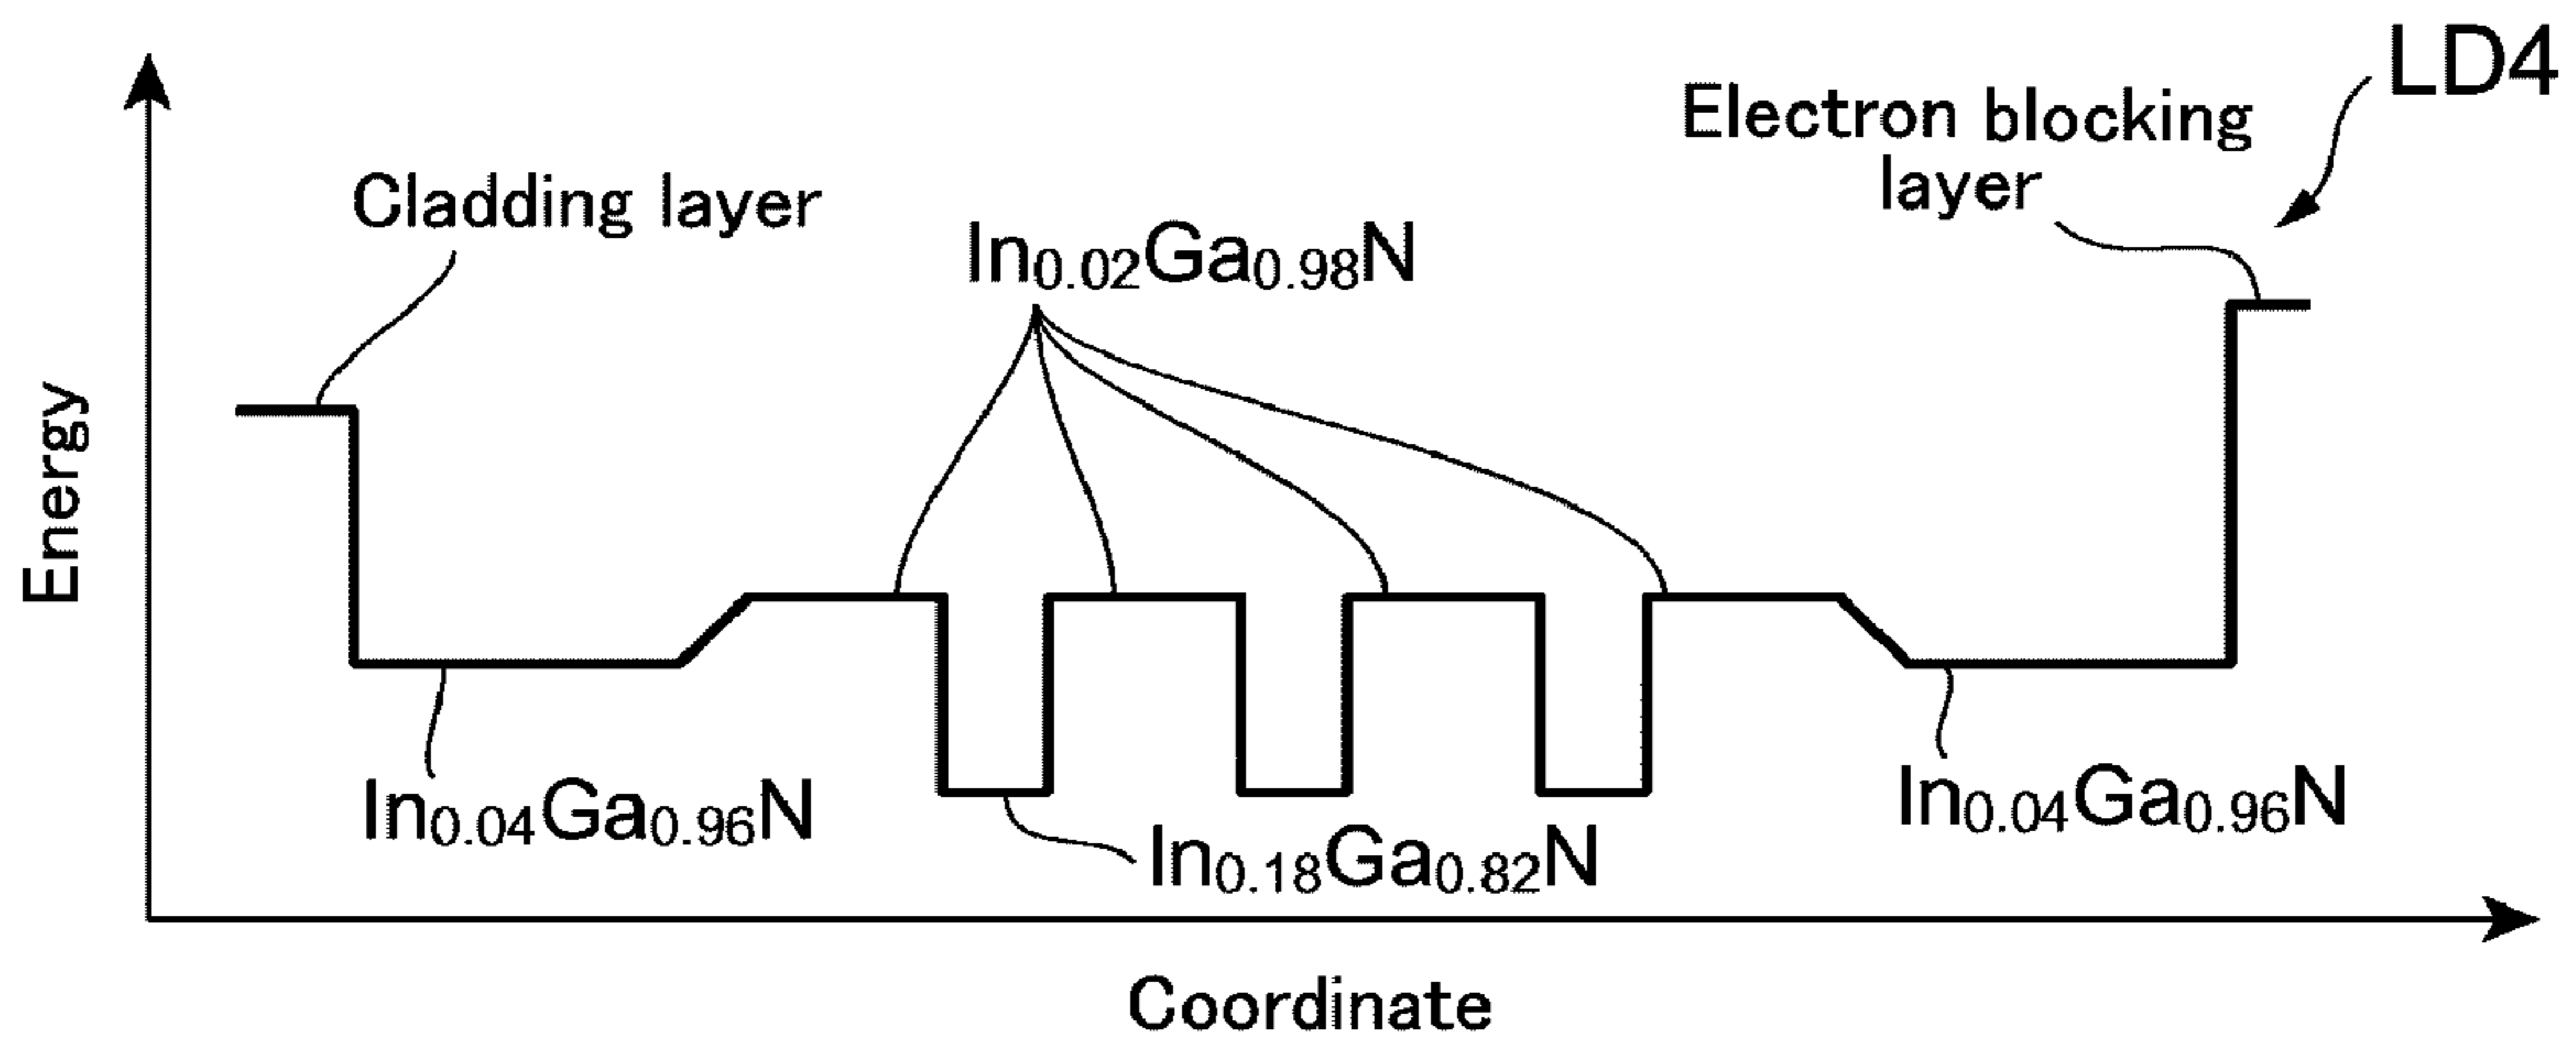 LD4
Electron blocking
layer
Cladding layer
In0.02Ga0.98N
Energy
In0.04Ga0.96N
In0.18Ga0.82N
In0.04Ga0.96N
Coordinate